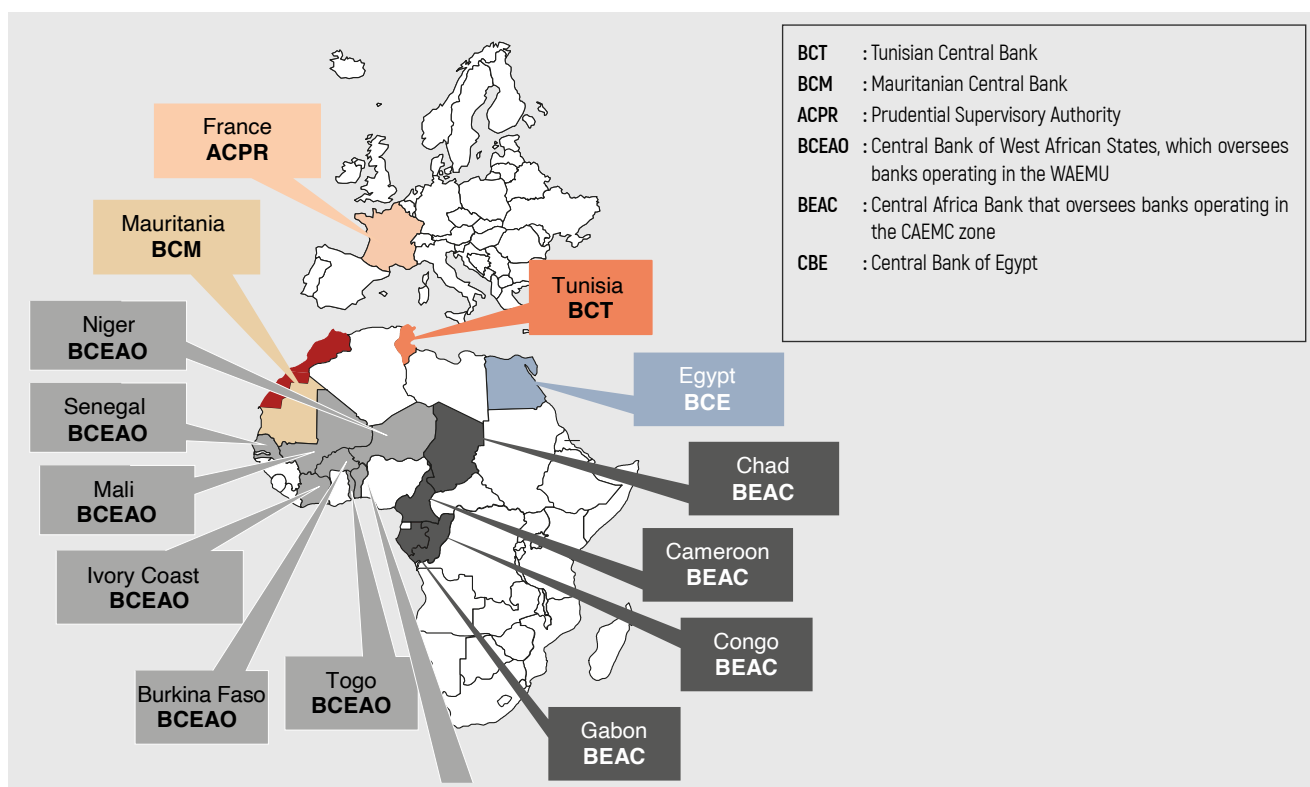 France
ACPR
Mauritania
BCM
Niger
BCEAO
Senegal
BCEAO
Mali
BCEAO
Ivory Coast
BCEAO
Burkina Faso
BCEAO
Togo
BCEAO
Tunisia
BCT
Egypt
BCE
Chad
BEAC
Cameroon
BEAC
Congo
BEAC
Gabon
BEAC
BCT : Tunisian Central Bank
BCM : Mauritanian Central Bank
ACPR : Prudential Supervisory Authority
BCEAO : Central Bank of West African States, which oversees
banks operating in the WAEMU
BEAC : Central Africa Bank that oversees banks operating in
the CAEMC zone
CBE : Central Bank of Egypt